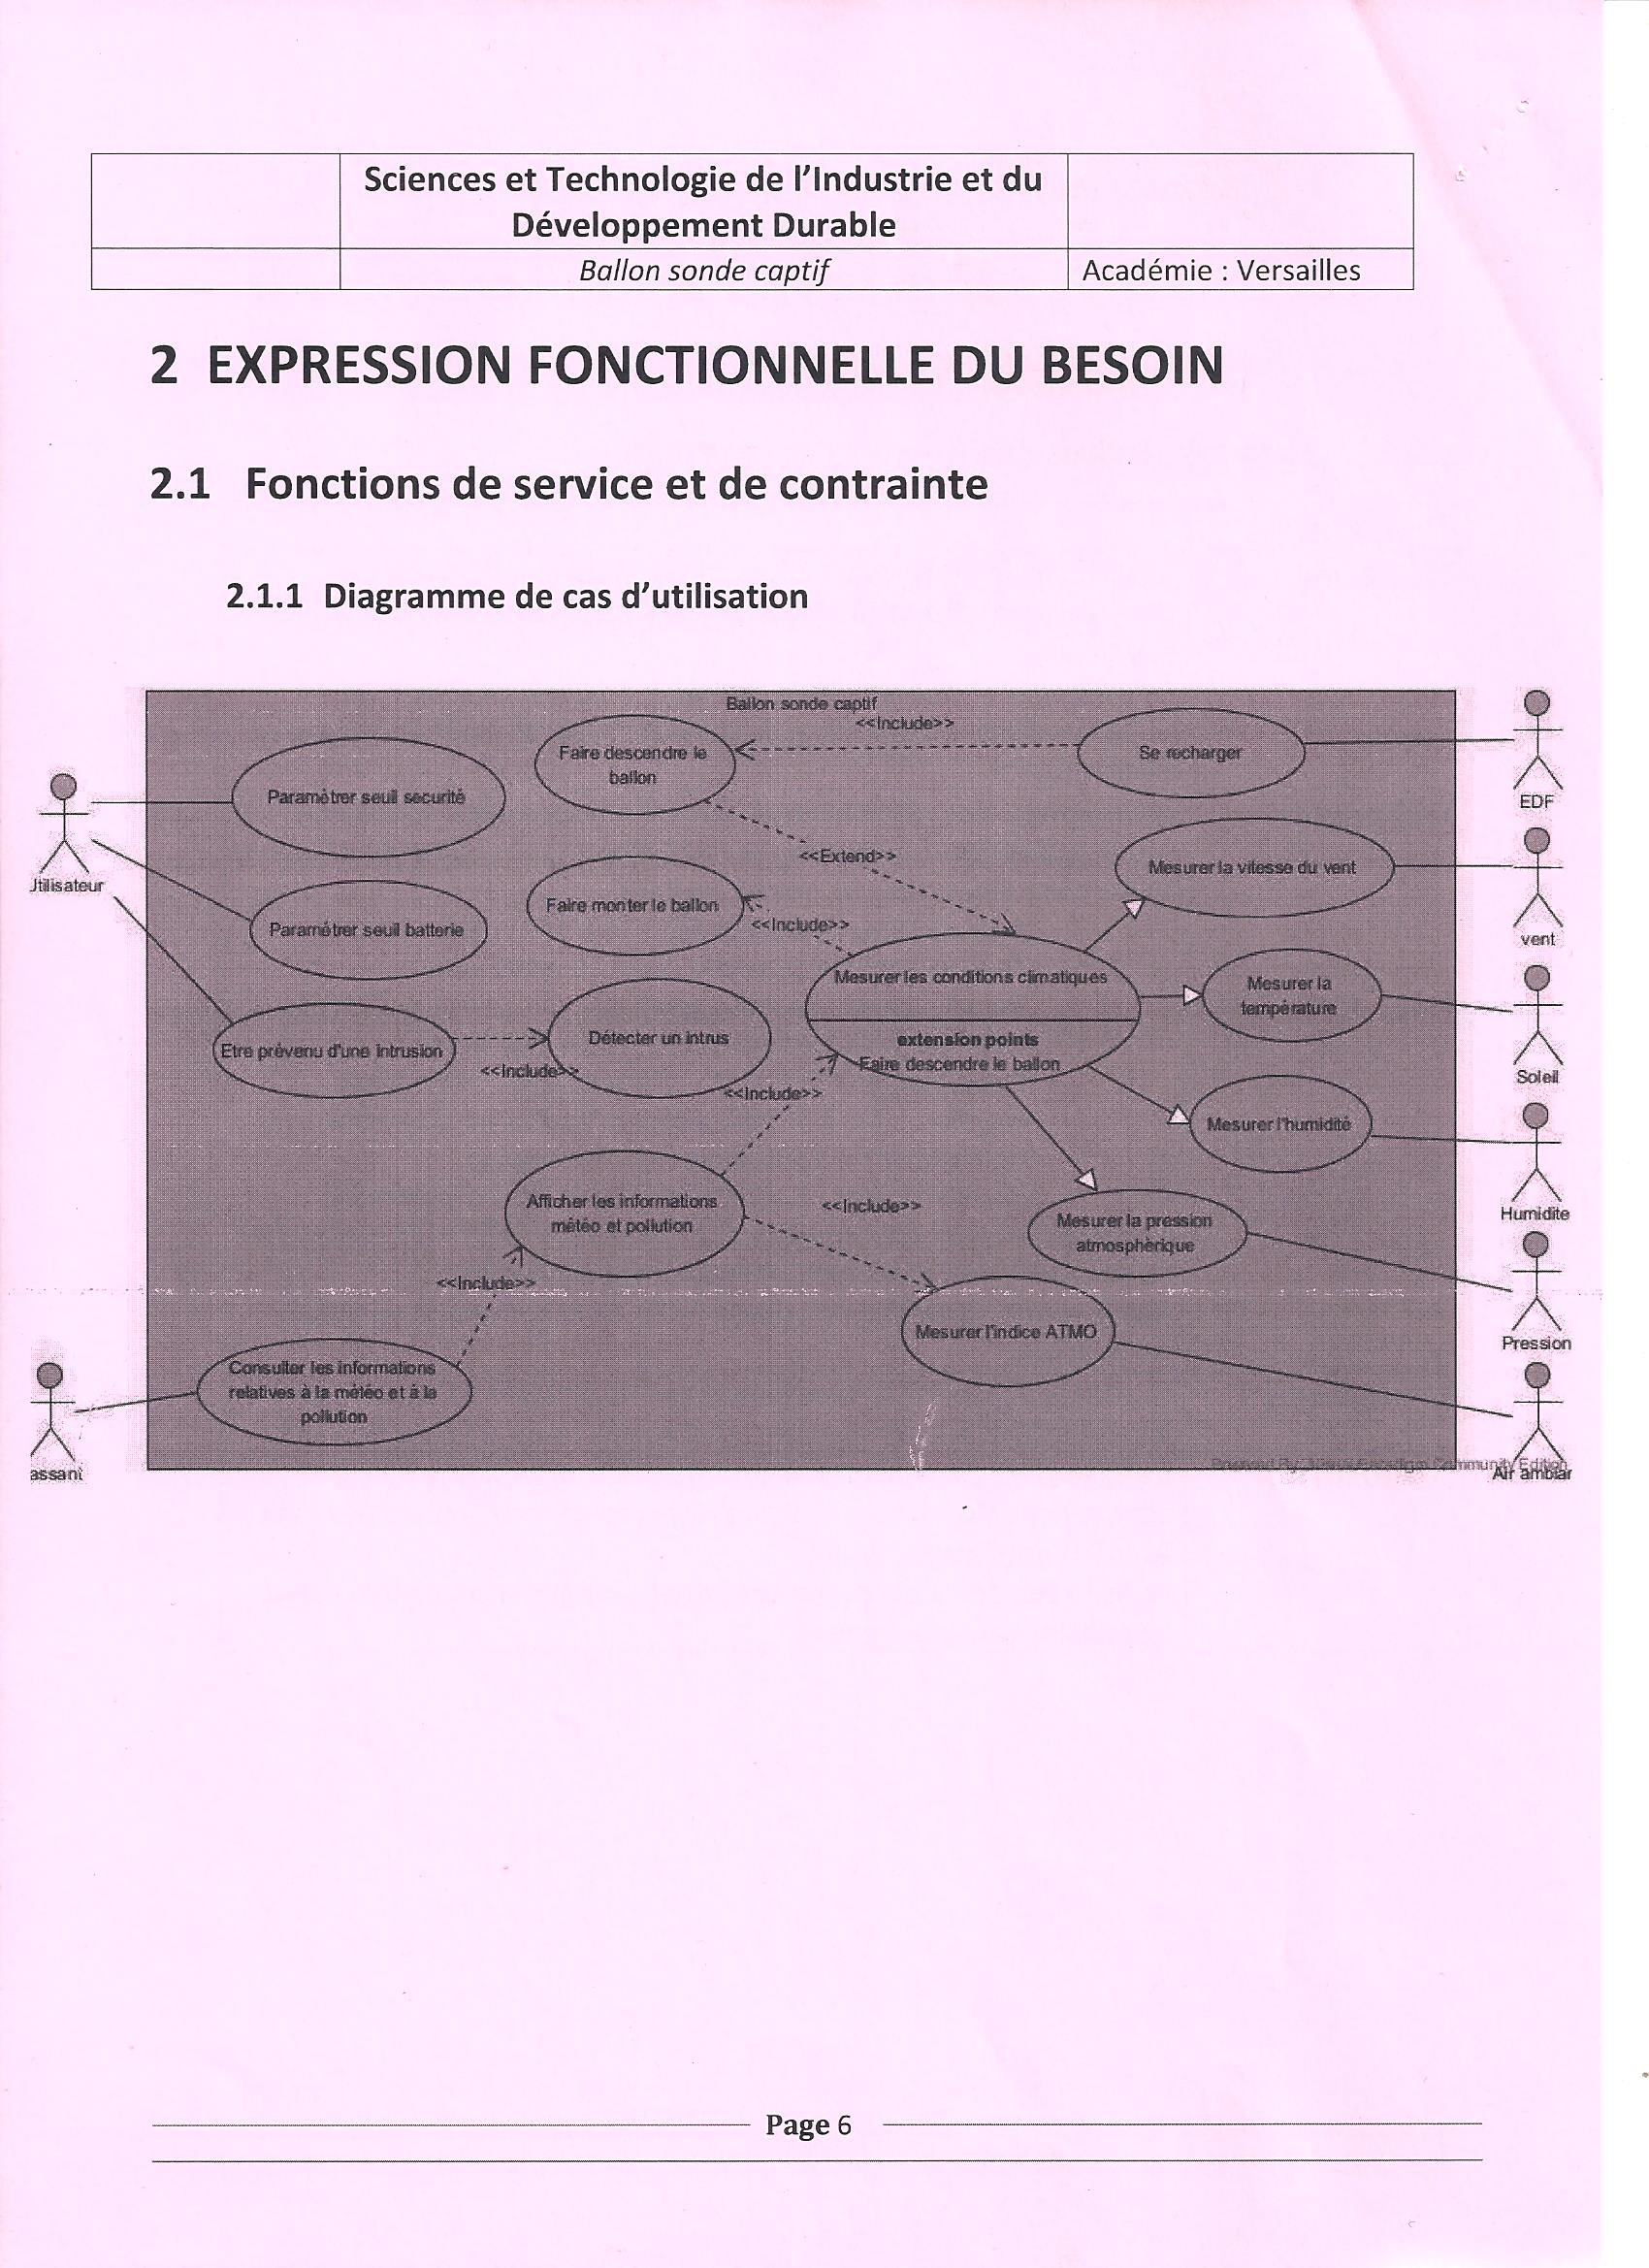 Sciences et Technologie de l'Industrie et du
Développement Durable
Ballon sonde captif
Académie : Versailles
2 EXPRESSION FONCTIONNELLE DU BESOIN
2.1 Fonctions de service et de contrainte
2.1.1 Diagramme de cas d'utilisation
Ballon sonde captif
<<Include>>
Faire descendre le
ballon
Se recharger
EDF
Paramètrer seuil securité
Jtilisateur
<<Extend>>
Mesurer la vitesse du vent
vent
Faire monter le ballon
<<Include>>
Paramétrer seuil batterie
Mesurer les conditions climatiques
extension points
Faire descendre le ballon
Mesurer la
température
Soleil
Etre prévenu d'une intrusion
<<Include>>
Détecter un intrus
<<Include>>
Mesurer l'humidité
Humidite
Afficher les informations
météo et pollution
<<Include>>
Mesurer la pression
atmosphèrique
Pression
<<Include>>
Mesurer l'indice ATMO
Consulter les informations
relatives à la météo et à la
pollution
assant
Air ambiar
Page 6